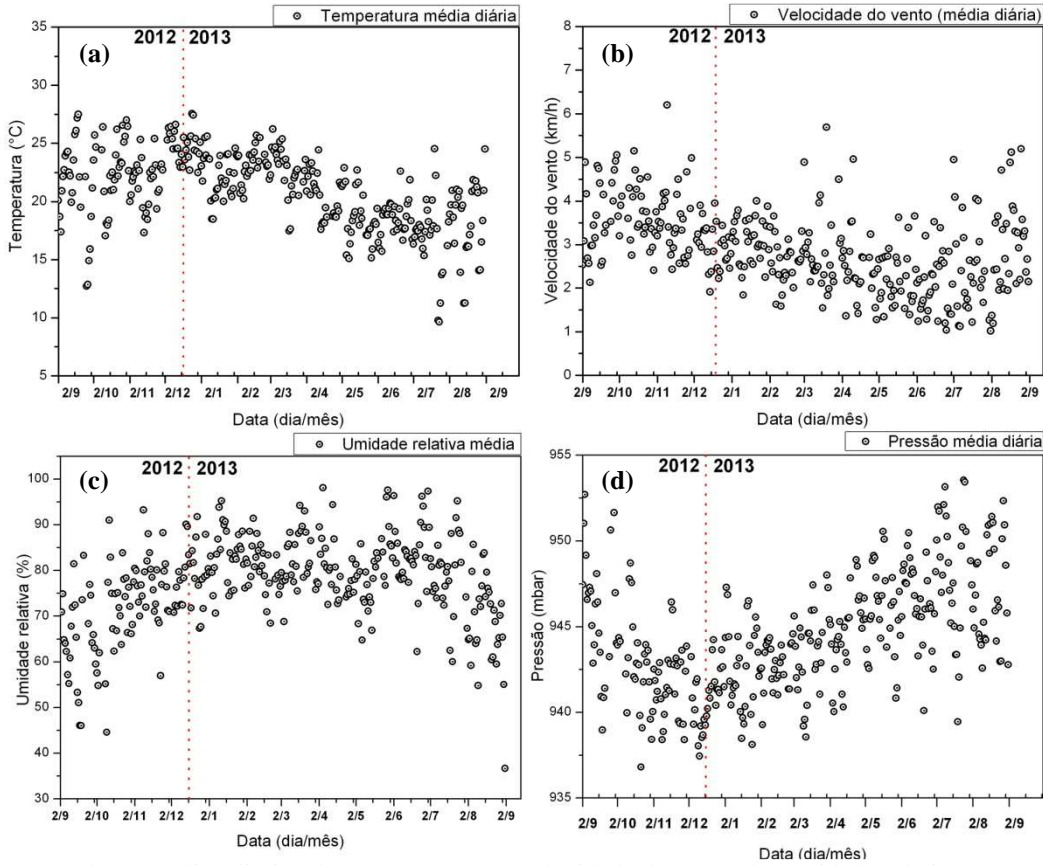 Temperatura média diária
2012 2013
(a)
35
30
25
20
15
10
5
Temperatura (°C)
2/9 2/10 2/11 2/12 2/1 2/2 2/3 2/4 2/5 2/6 2/7 2/8 2/9
Data (dia/mês)
Velocidade do vento (média diária)
2012 2013
(b)
8
7
6
5
4
3
2
1
0
Velocidade do vento (km/h)
2/9 2/10 2/11 2/12 2/1 2/2 2/3 2/4 2/5 2/6 2/7 2/8 2/9
Data (dia/mês)
Umidade relativa média
2012 2013
(c)
100
90
80
70
60
50
40
30
Umidade relativa (%)
2/9 2/10 2/11 2/12 2/1 2/2 2/3 2/4 2/5 2/6 2/7 2/8 2/9
Data (dia/mês)
Pressão média diária
2012 2013
(d)
955
950
945
940
935
Pressão (mbar)
2/9 2/10 2/11 2/12 2/1 2/2 2/3 2/4 2/5 2/6 2/7 2/8 2/9
Data (dia/mês)